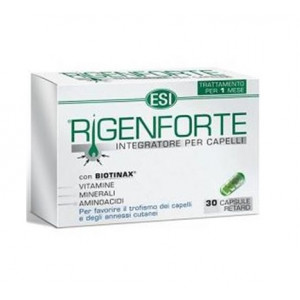 TRATTAMENTO
PER 1 MESE
ESI
RIGENFORTE
INTEGRATORE PER CAPELLI
con BIOTINAX®
VITAMINE
MINERALI
AMINOACIDI
Per favorire il trofismo dei capelli
e degli annessi cutanei
30 CAPSULE
RETARD